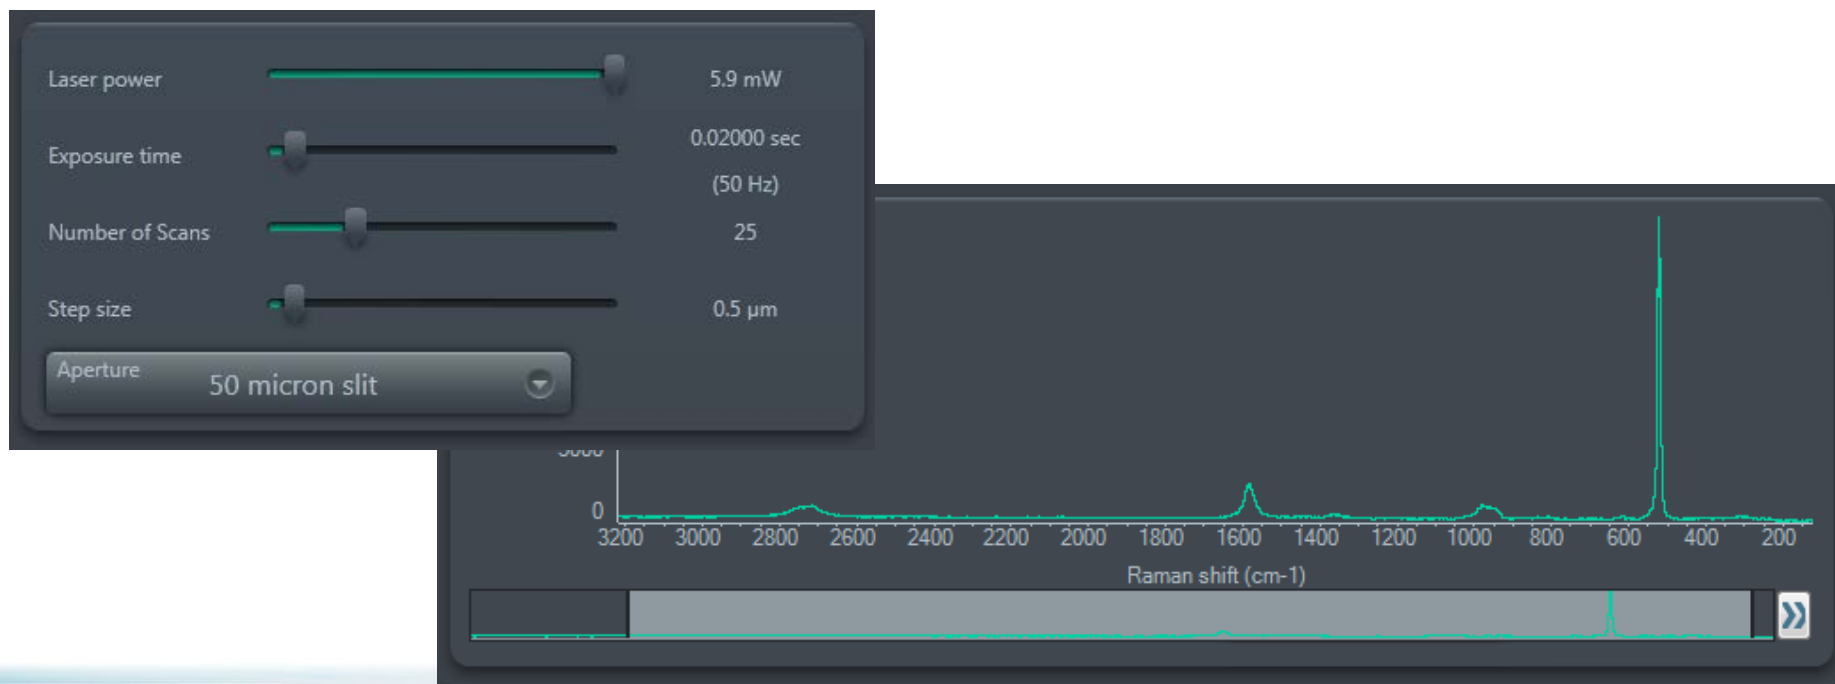 Laser power 5.9 mW
Exposure time 0.02000 sec
(50 Hz)
Number of Scans 25
Step size 0.5 µm
Aperture
50 micron slit
0
3200 3000 2800 2600 2400 2200 2000 1800 1600 1400 1200 1000 800 600 400 200
Raman shift (cm-1)